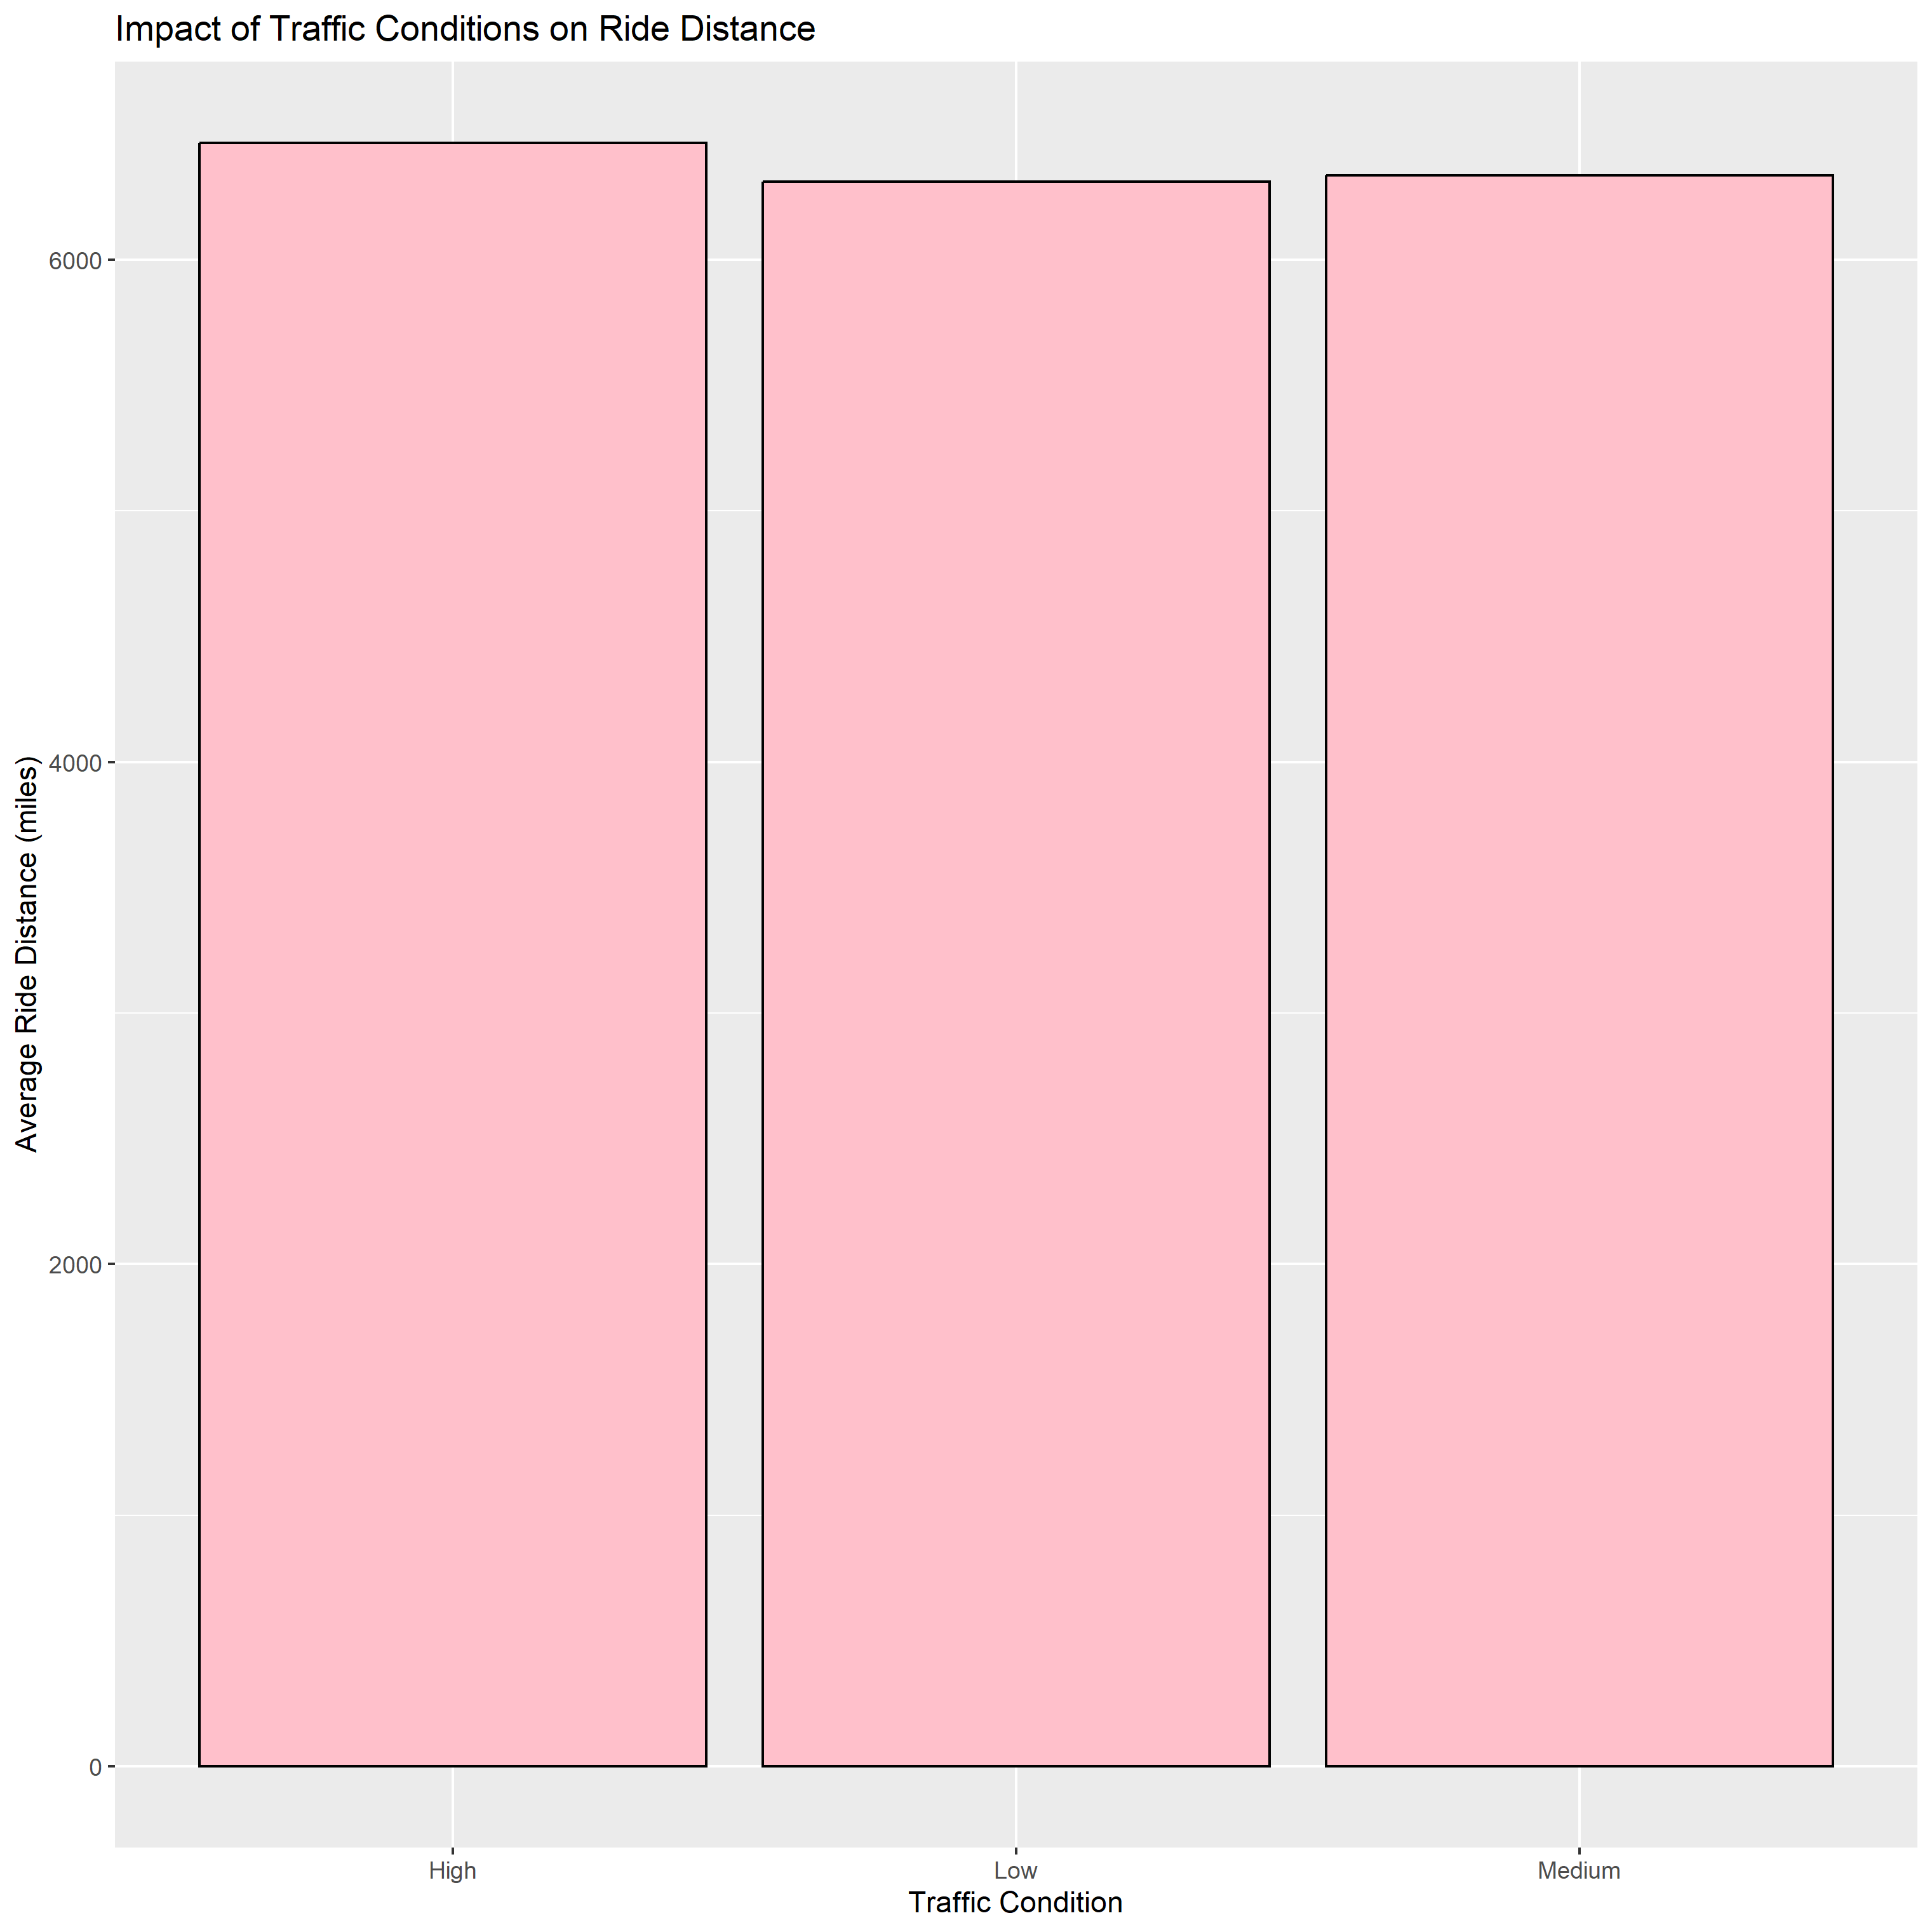 Impact of Traffic Conditions on Ride Distance
Average Ride Distance (miles)
6000
4000
2000
0
High
Low
Medium
Traffic Condition